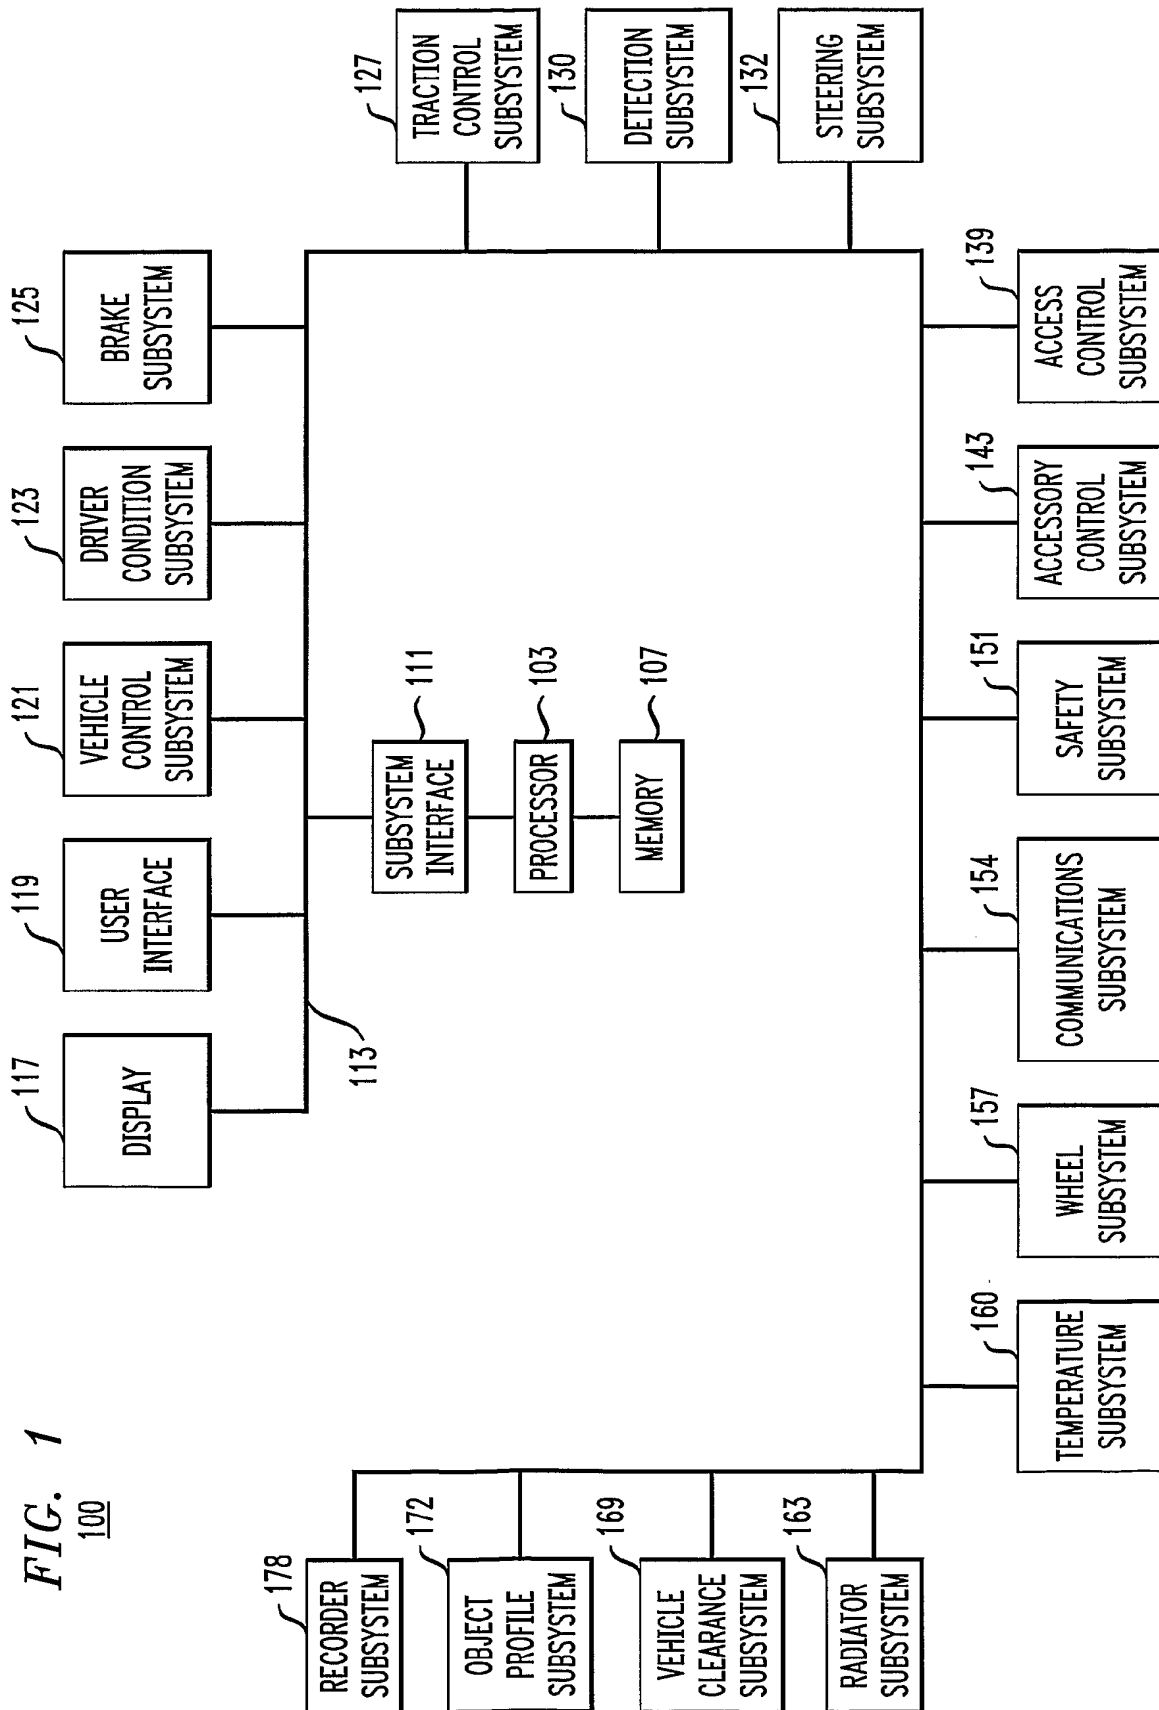 FIG. 1
100
117
DISPLAY
119
USER
INTERFACE
121
VEHICLE
CONTROL
SUBSYSTEM
123
DRIVER
CONDITION
SUBSYSTEM
125
BRAKE
SUBSYSTEM
113
SUBSYSTEM
INTERFACE
111
PROCESSOR
103
MEMORY
107
127
TRACTION
CONTROL
SUBSYSTEM
130
DETECTION
SUBSYSTEM
132
STEERING
SUBSYSTEM
178
RECORDER
SUBSYSTEM
172
OBJECT
PROFILE
SUBSYSTEM
169
VEHICLE
CLEARANCE
SUBSYSTEM
163
RADIATOR
SUBSYSTEM
160
TEMPERATURE
SUBSYSTEM
157
WHEEL
SUBSYSTEM
154
COMMUNICATIONS
SUBSYSTEM
151
SAFETY
SUBSYSTEM
143
ACCESSORY
CONTROL
SUBSYSTEM
139
ACCESS
CONTROL
SUBSYSTEM